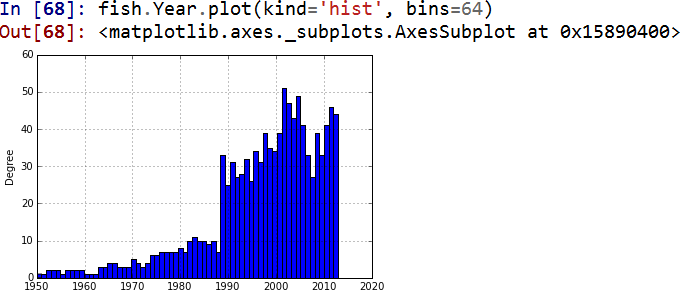 In [68]: fish.Year.plot(kind='hist', bins=64)
Out[68]: <matplotlib.axes._subplots.AxesSubplot at 0x15890400>
60
50
40
30
20
10
0
Degree
1950 1960 1970 1980 1990 2000 2010 2020